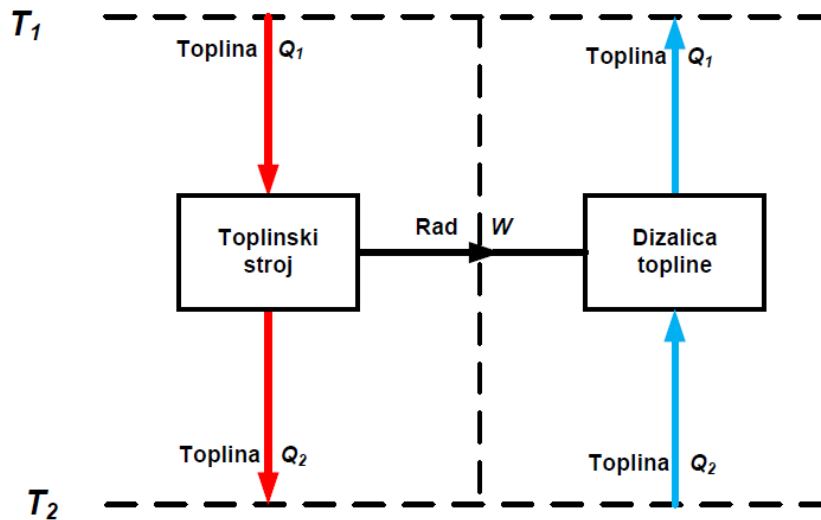 T1
Toplina Q1
Toplina Q1
Toplinski
stroj
Rad W
Dizalica
topline
Toplina Q2
Toplina Q2
T2